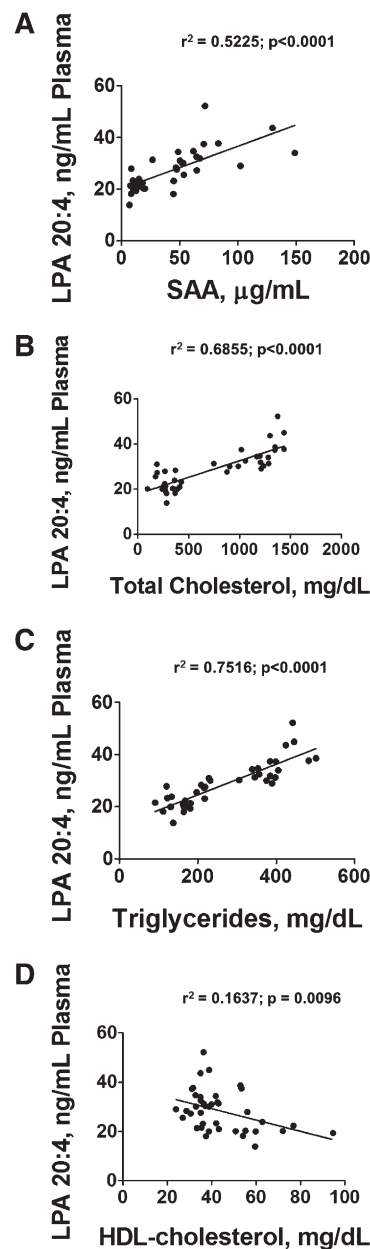 A
r² = 0.5225; p<0.0001
LPA 20:4, ng/mL Plasma
60
40
20
0
0 50 100 150 200
SAA, μg/mL
B
r² = 0.6855; p<0.0001
LPA 20:4, ng/mL Plasma
60
40
20
0
0 500 1000 1500 2000
Total Cholesterol, mg/dL
C
r² = 0.7516; p<0.0001
LPA 20:4, ng/mL Plasma
60
40
20
0
0 200 400 600
Triglycerides, mg/dL
D
r² = 0.1637; p = 0.0096
LPA 20:4, ng/mL Plasma
60
40
20
0
0 20 40 60 80 100
HDL-cholesterol, mg/dL